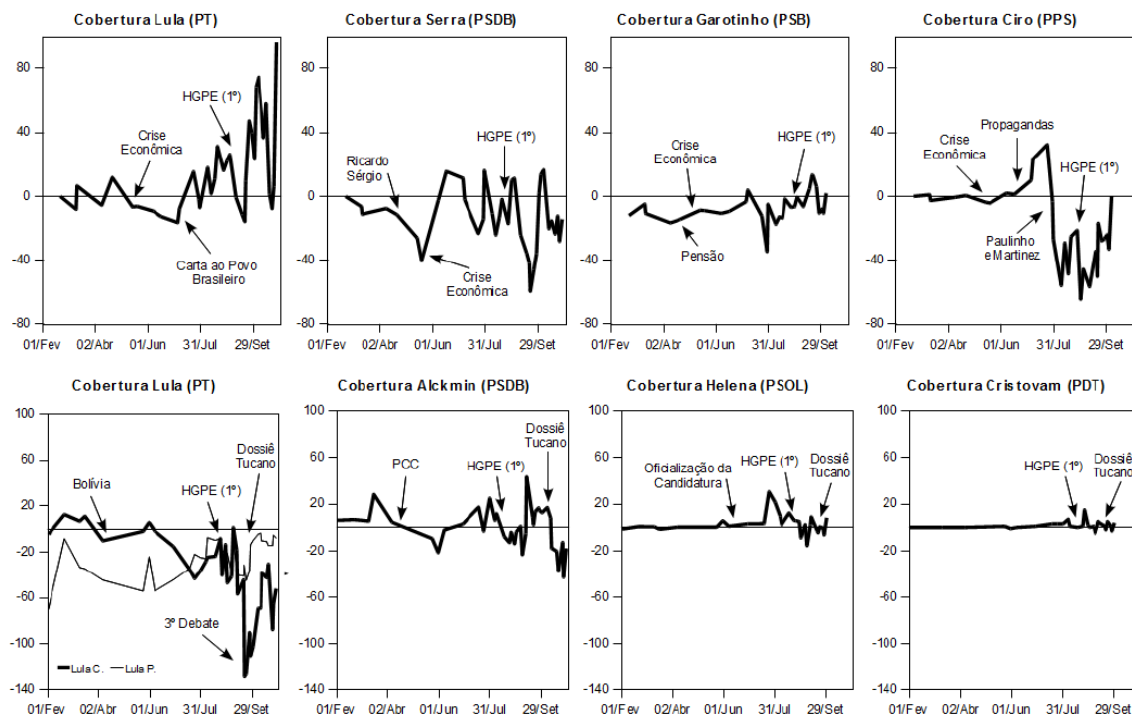 Cobertura Lula (PT)
80
40
0
-40
-80
HGPE (1º)
Crise
Econômica
Carta ao Povo
Brasileiro
01/Fev 02/Abr 01/Jun 31/Jul 29/Set
Cobertura Serra (PSDB)
80
40
0
-40
-80
HGPE (1º)
Ricardo
Sérgio
Crise
Econômica
01/Fev 02/Abr 01/Jun 31/Jul 29/Set
Cobertura Garotinho (PSB)
80
40
0
-40
-80
Crise
Econômica
HGPE (1º)
Pensão
01/Fev 02/Abr 01/Jun 31/Jul 29/Set
Cobertura Ciro (PPS)
80
40
0
-40
-80
Propagandas
Crise
Econômica
HGPE (1º)
Paulinho
e Martinez
01/Fev 02/Abr 01/Jun 31/Jul 29/Set
Cobertura Lula (PT)
100
60
20
-20
-60
-100
-140
Dossiê
Tucano
Bolívia
HGPE (1º)
3º Debate
Lula C. Lula P.
01/Fev 02/Abr 01/Jun 31/Jul 29/Set
Cobertura Alckmin (PSDB)
100
60
20
-20
-60
-100
-140
Dossiê
Tucano
PCC
HGPE (1º)
01/Fev 02/Abr 01/Jun 31/Jul 29/Set
Cobertura Helena (PSOL)
100
60
20
-20
-60
-100
-140
Oficialização da
Candidatura
HGPE (1º)
Dossiê
Tucano
01/Fev 02/Abr 01/Jun 31/Jul 29/Set
Cobertura Cristovam (PDT)
100
60
20
-20
-60
-100
-140
HGPE (1º)
Dossiê
Tucano
01/Fev 02/Abr 01/Jun 31/Jul 29/Set